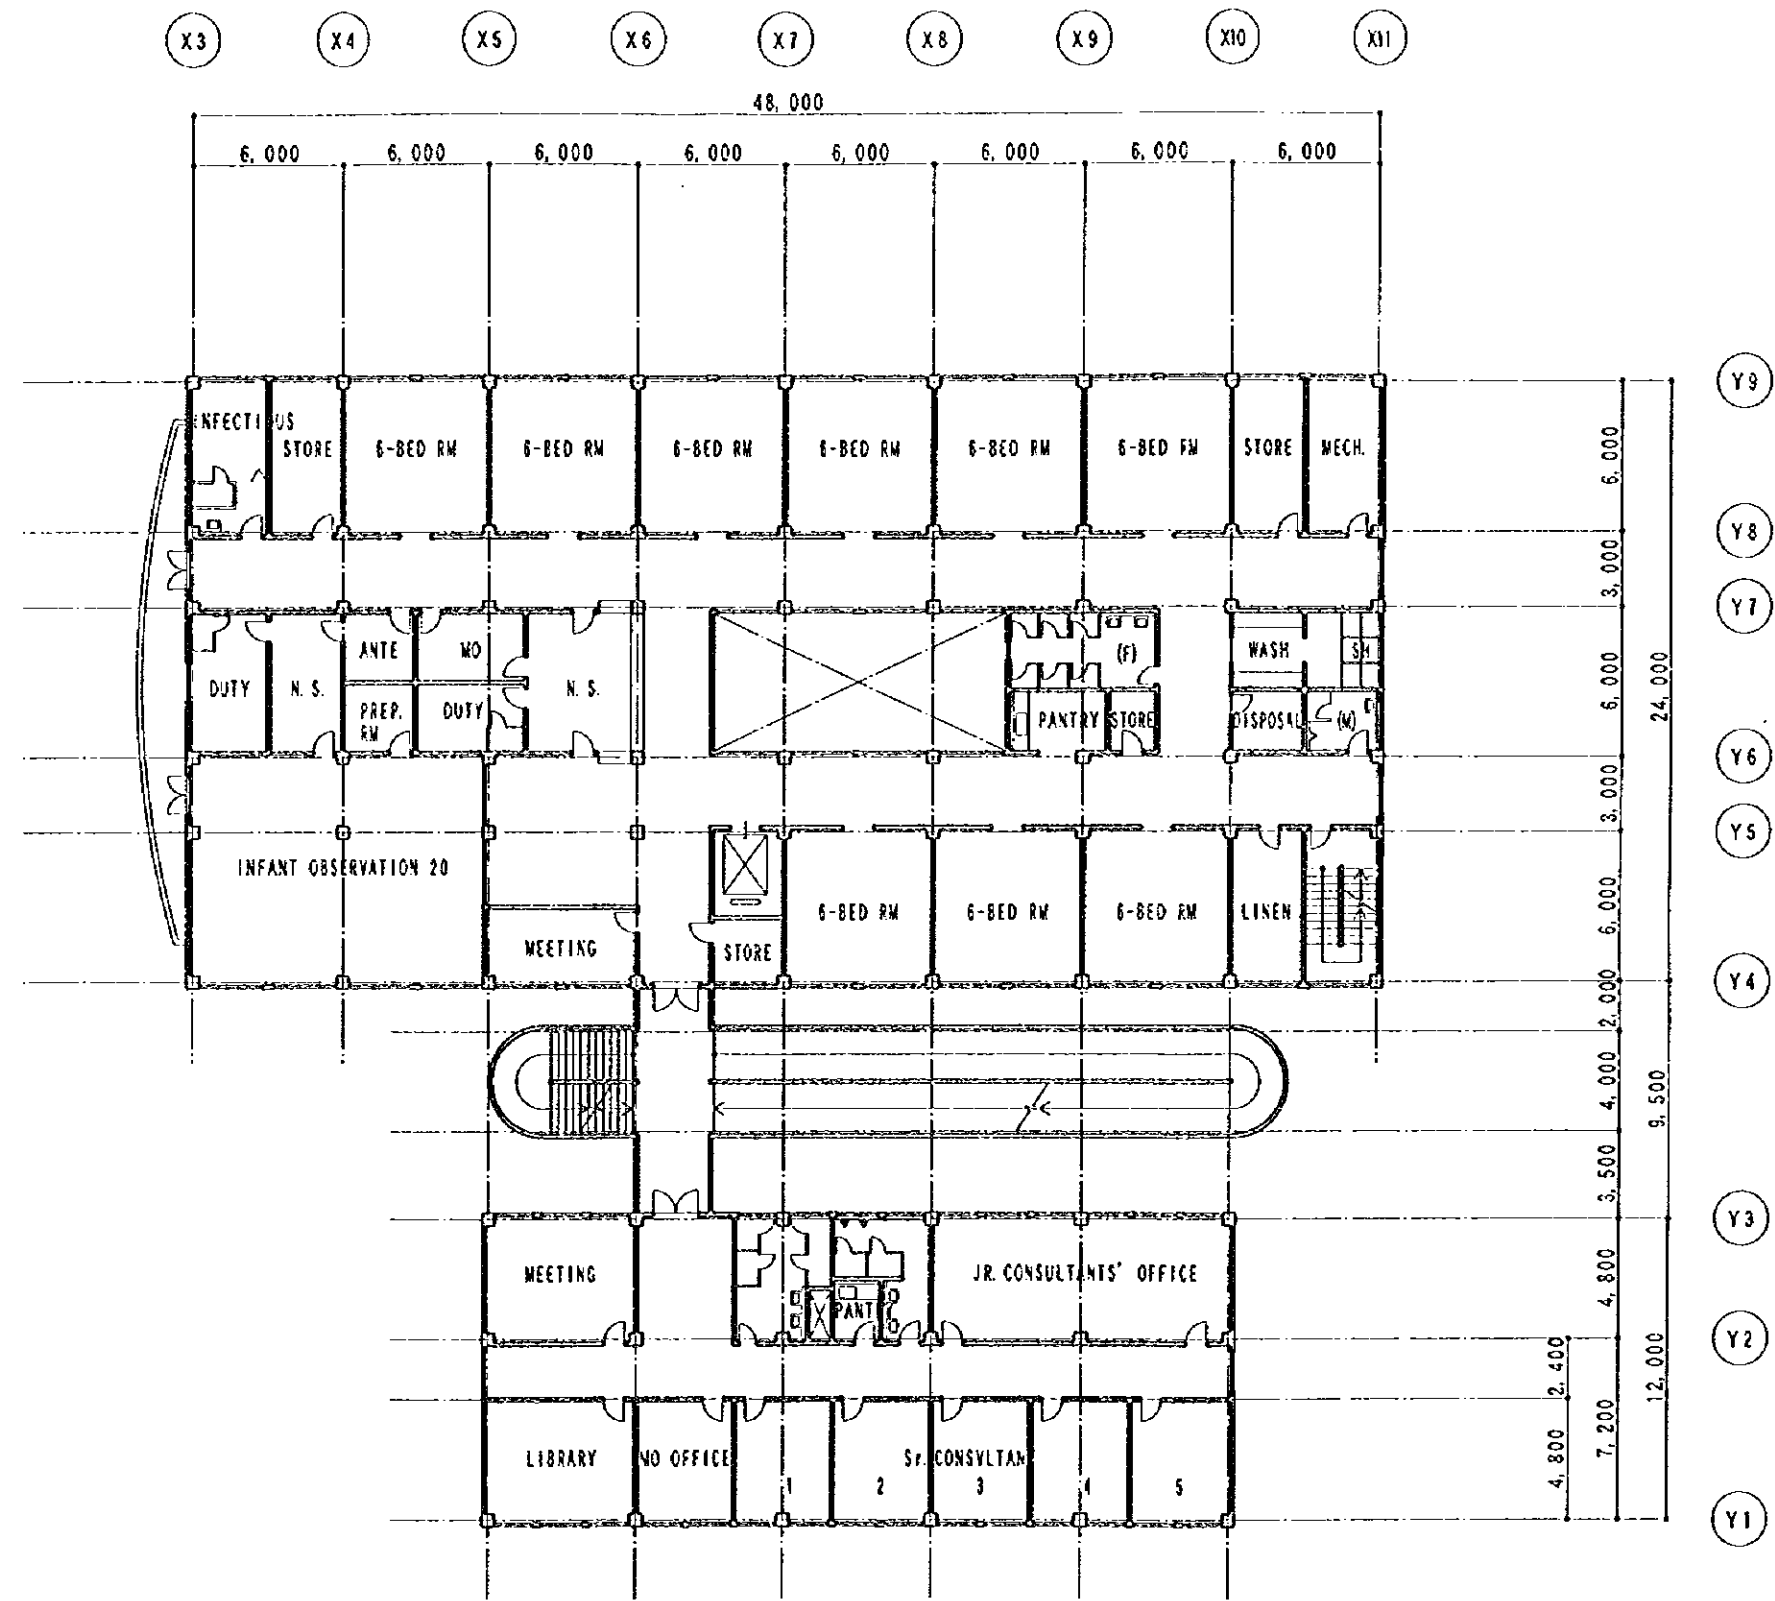 X3 X4 X5 X6 X7 X8 X9 X10 X11
48,000
6,000 6,000 6,000 6,000 6,000 6,000 6,000 6,000
Y9
INFECTIOUS
STORE 6-BED RM 6-BED RM 6-BED RM 6-BED RM 6-BED RM 6-BED RM STORE MECH.
6,000
Y8
3,000
Y7
ANTE MO (F) WASH SH
DUTY N.S. N.S.
6,000
24,000
PREP. RM DUTY PANTRY STORE DISPOSAL (M)
Y6
3,000
Y5
INFANT OBSERVATION 20
6-BED RM 6-BED RM 6-BED RM LINEN
6,000
MEETING STORE
Y4
2,000
4,000
9,500
3,500
Y3
MEETING JR. CONSULTANTS' OFFICE
4,800
PANT
Y2
2,400
12,000
LIBRARY NO OFFICE Sr. CONSVLTAN
7,200
4,800
1 2 3 4 5
Y1